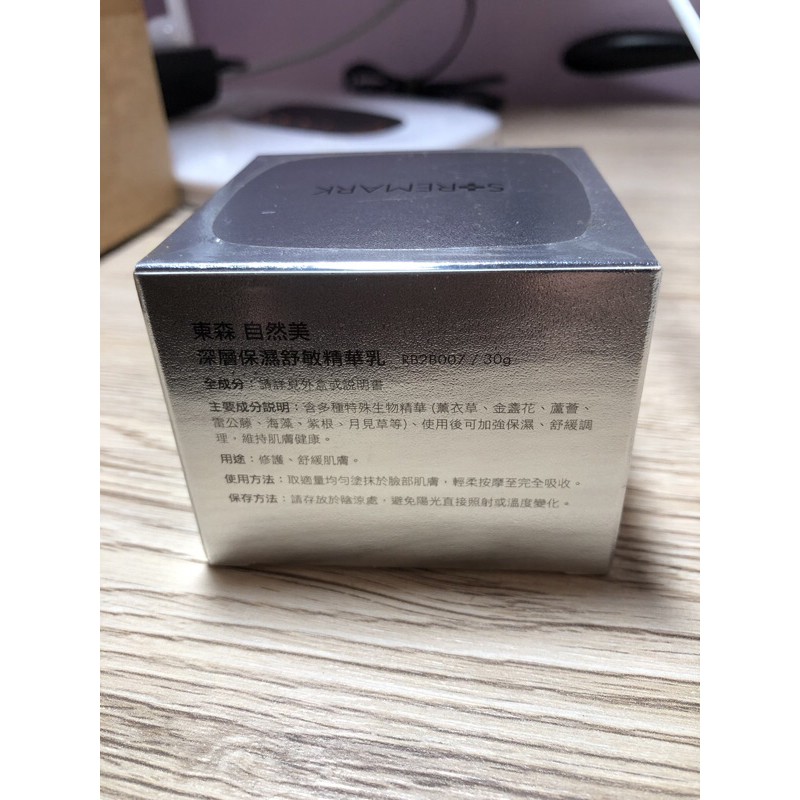 S+REMARK
東森 自然美
深層保濕舒敏精華乳 RB28007 / 30g
全成分：請詳見外盒或説明書
主要成分説明：含多種特殊生物精華 (薰衣草、金盞花、蘆薈、
雷公藤、海藻、紫根、月見草等)、使用後可加強保濕、舒緩調
理，維持肌膚健康。
用途：修護、舒緩肌膚。
使用方法：取適量均勻塗抹於臉部肌膚，輕柔按摩至完全吸收。
保存方法：請存放於陰涼處，避免陽光直接照射或溫度變化。